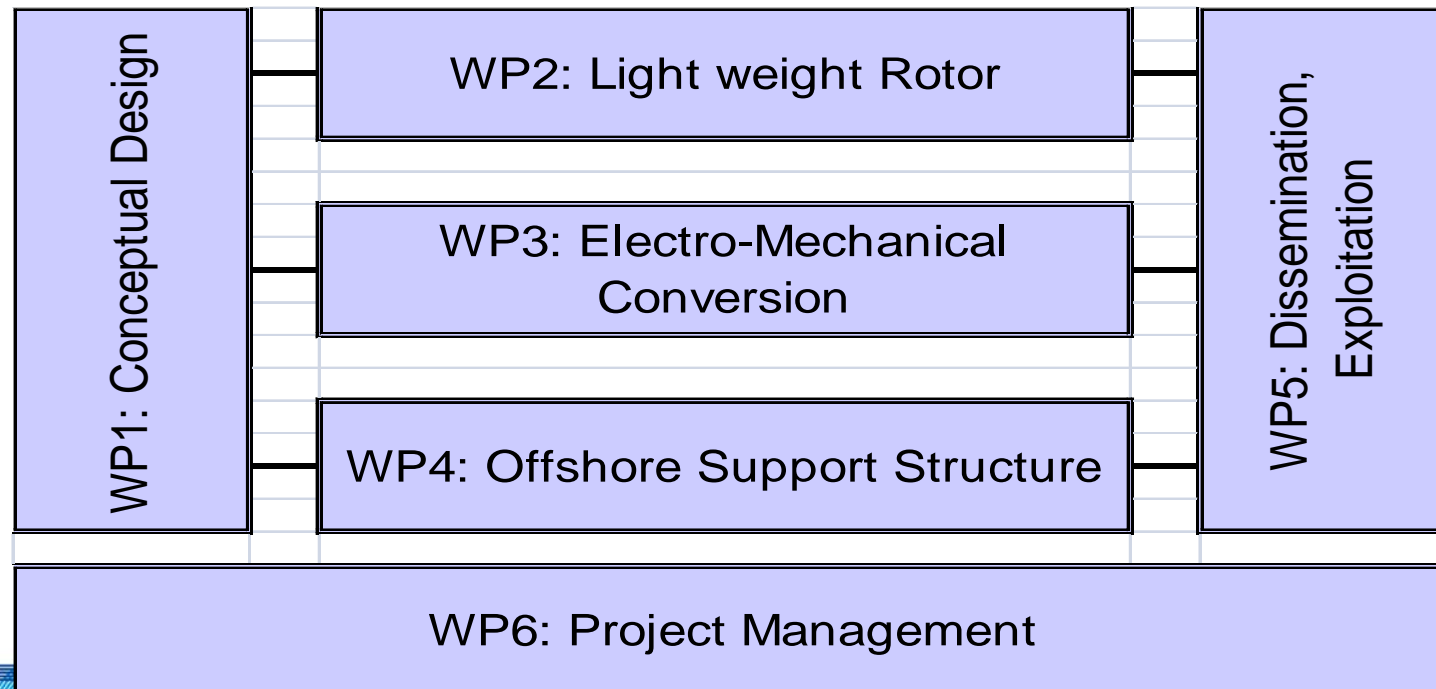 WP1: Conceptual Design
WP2: Light weight Rotor
WP3: Electro-Mechanical
Conversion
WP4: Offshore Support Structure
WP5: Dissemination,
Exploitation
WP6: Project Management